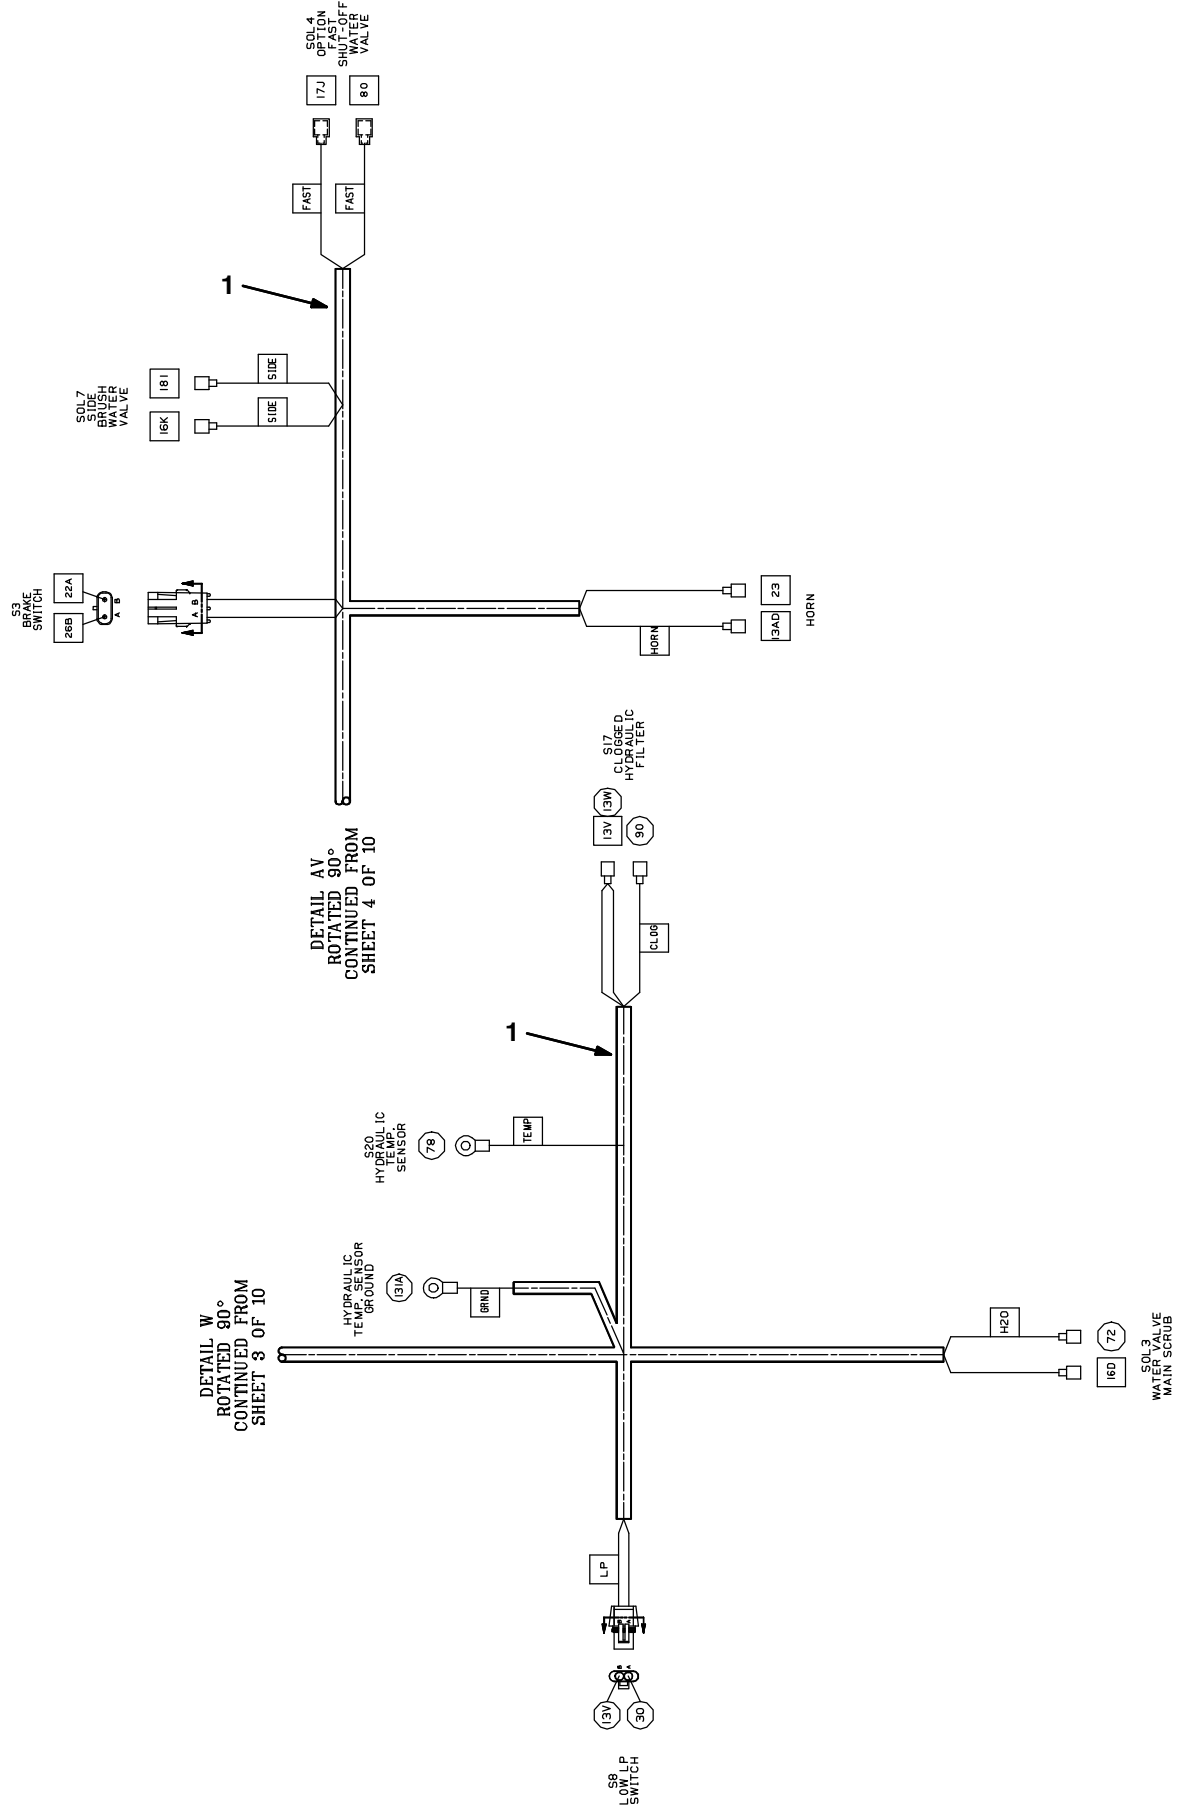 SOL4
OPTION
FAST
SHUT-OFF
WATER
VALVE
17J
80
FAST
FAST
1
SOL7
SIDE
BRUSH
WATER
VALVE
181
16K
SIDE
SIDE
S3
BRAKE
SWITCH
22A
26B
A B
A B
HORN
23
13AD
HORN
DETAIL AV
ROTATED 90°
CONTINUED FROM
SHEET 4 OF 10
S17
CLOGGED
HYDRAULIC
FILTER
13W
13V
90
CLOG
1
S20
HYDRAULIC
TEMP.
SENSOR
78
TEMP
HYDRAULIC
TEMP. SENSOR
GROUND
131A
GRND
DETAIL W
ROTATED 90°
CONTINUED FROM
SHEET 3 OF 10
H2O
72
16D
SOL3
WATER VALVE
MAIN SCRUB
LP
B
A
B
A
13V
30
S8
LOW LP
SWITCH